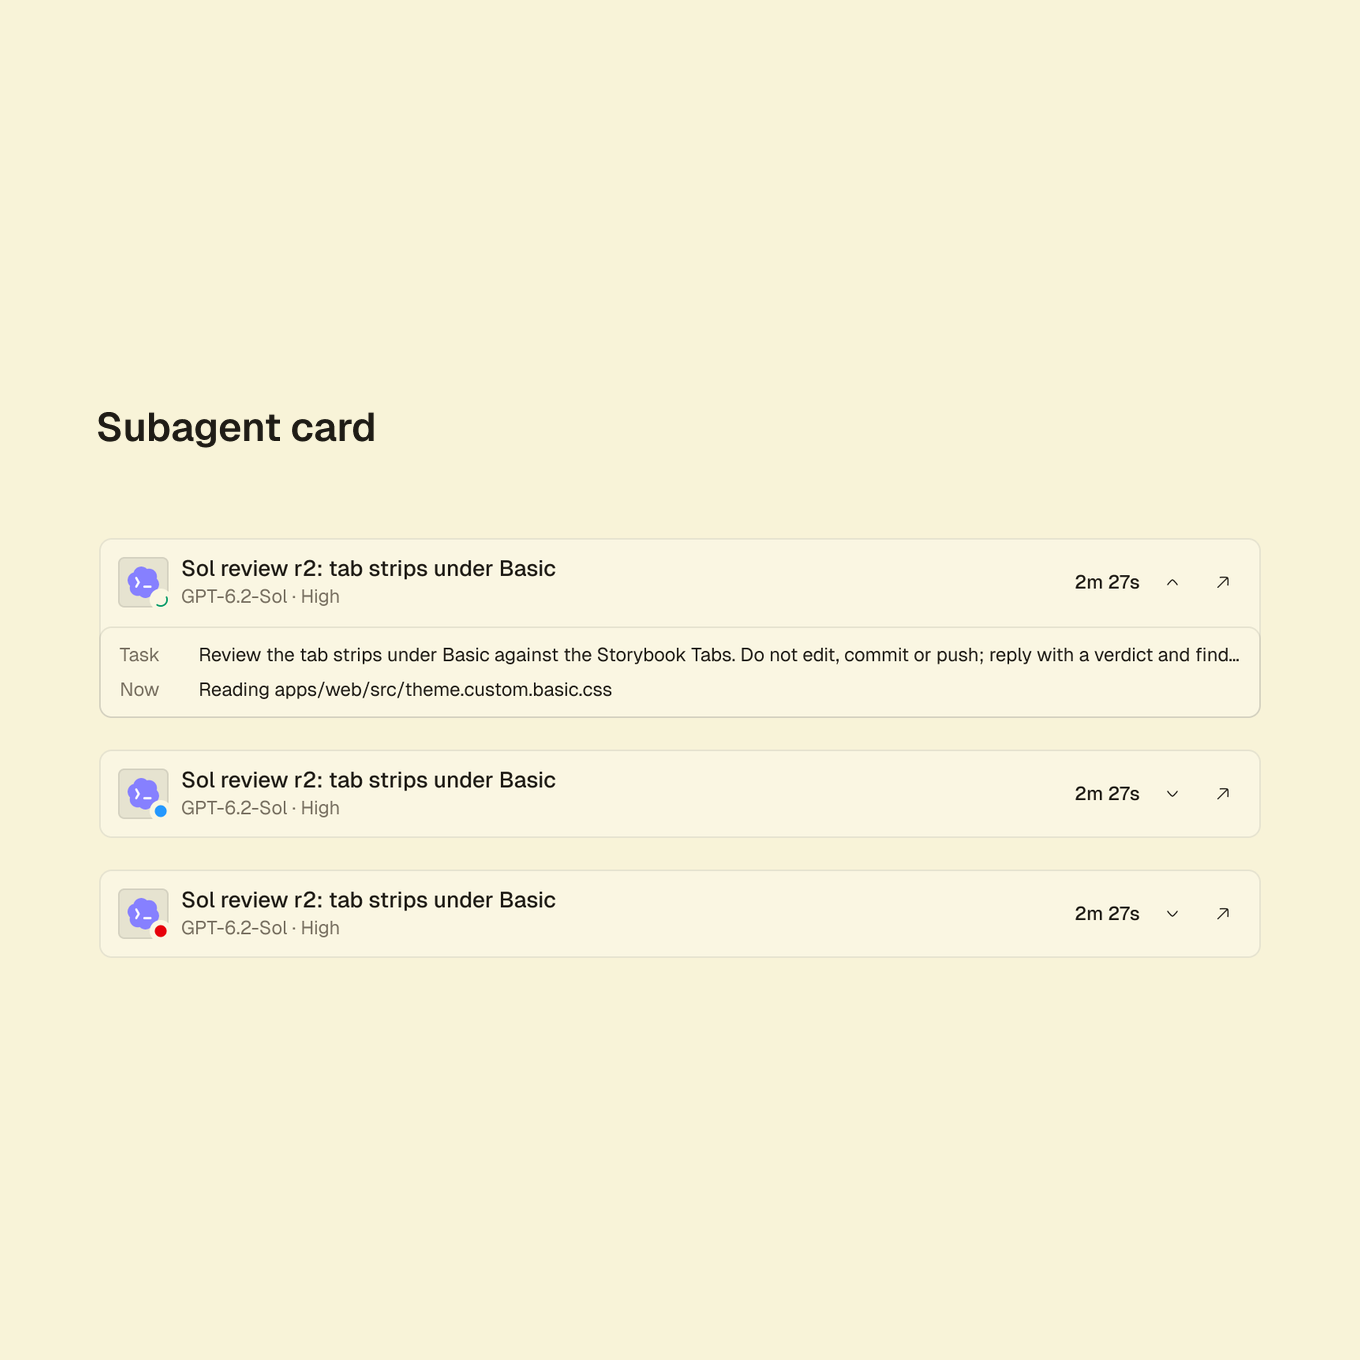 Subagent card
Sol review r2: tab strips under Basic
GPT-6.2-Sol · High
2m 27s
Task Review the tab strips under Basic against the Storybook Tabs. Do not edit, commit or push; reply with a verdict and find…
Now Reading apps/web/src/theme.custom.basic.css
Sol review r2: tab strips under Basic
GPT-6.2-Sol · High
2m 27s
Sol review r2: tab strips under Basic
GPT-6.2-Sol · High
2m 27s